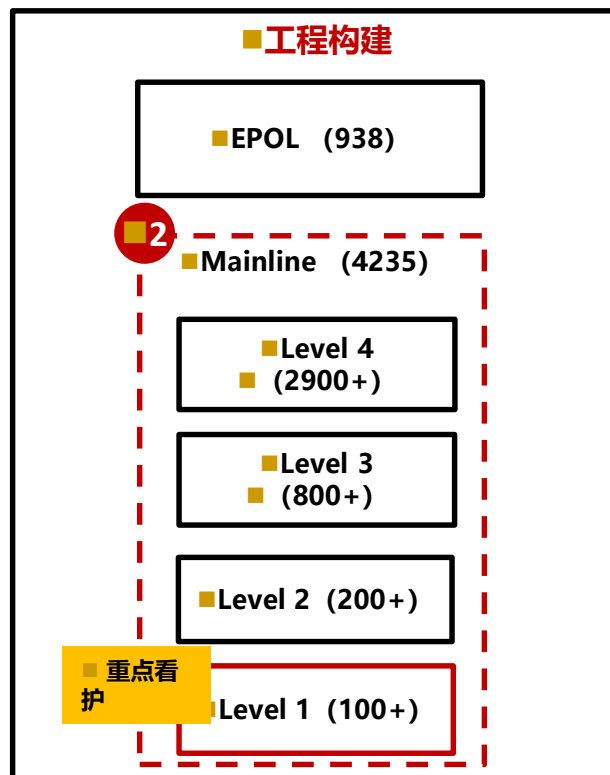 ■工程构建
■EPOL （938）
■2
■Mainline （4235）
■Level 4
■ （2900+）
■Level 3
■ （800+）
■Level 2（200+）
■ 重点看
护
■Level 1（100+）